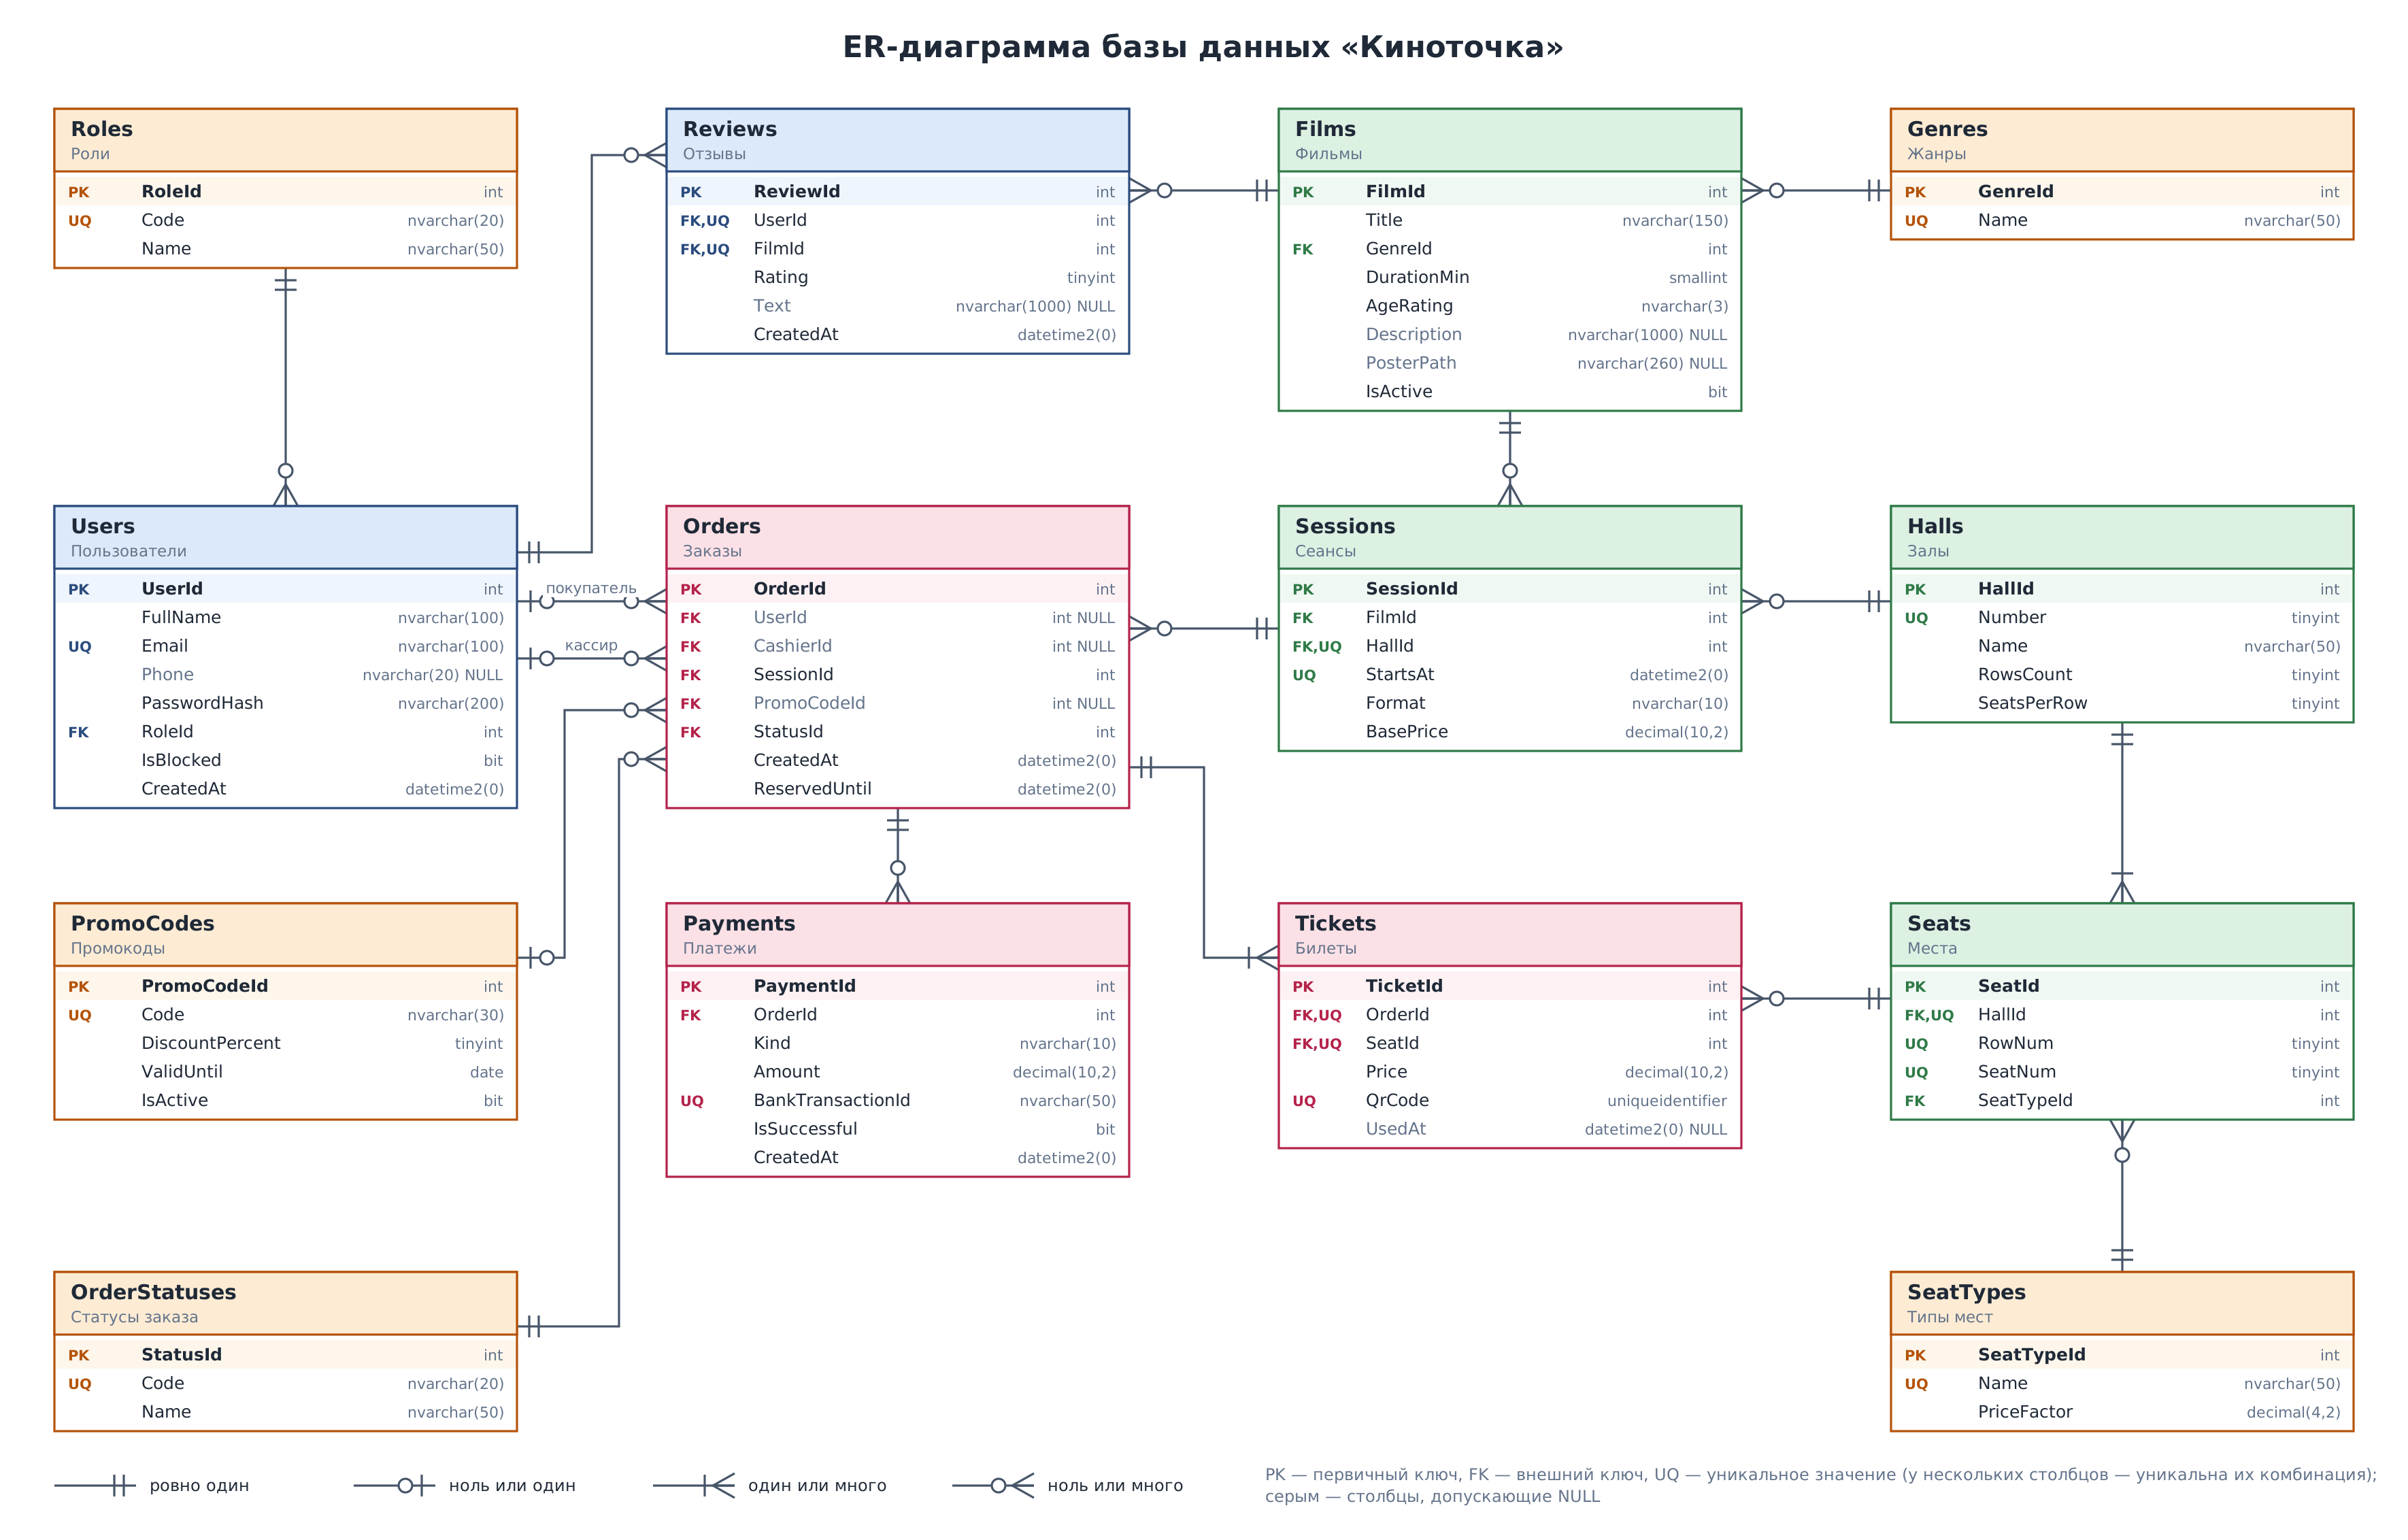 ER-диаграмма базы данных «Киноточка»
Roles
Роли
PK RoleId int
UQ Code nvarchar(20)
Name nvarchar(50)
Reviews
Отзывы
PK ReviewId int
FK,UQ UserId int
FK,UQ FilmId int
Rating tinyint
Text nvarchar(1000) NULL
CreatedAt datetime2(0)
Films
Фильмы
PK FilmId int
Title nvarchar(150)
FK GenreId int
DurationMin smallint
AgeRating nvarchar(3)
Description nvarchar(1000) NULL
PosterPath nvarchar(260) NULL
IsActive bit
Genres
Жанры
PK GenreId int
UQ Name nvarchar(50)
Users
Пользователи
PK UserId int
FullName nvarchar(100)
UQ Email nvarchar(100)
Phone nvarchar(20) NULL
PasswordHash nvarchar(200)
FK RoleId int
IsBlocked bit
CreatedAt datetime2(0)
покупатель
кассир
Orders
Заказы
PK OrderId int
FK UserId int NULL
FK CashierId int NULL
FK SessionId int
FK PromoCodeId int NULL
FK StatusId int
CreatedAt datetime2(0)
ReservedUntil datetime2(0)
Sessions
Сеансы
PK SessionId int
FK FilmId int
FK,UQ HallId int
UQ StartsAt datetime2(0)
Format nvarchar(10)
BasePrice decimal(10,2)
Halls
Залы
PK HallId int
UQ Number tinyint
Name nvarchar(50)
RowsCount tinyint
SeatsPerRow tinyint
PromoCodes
Промокоды
PK PromoCodeId int
UQ Code nvarchar(30)
DiscountPercent tinyint
ValidUntil date
IsActive bit
Payments
Платежи
PK PaymentId int
FK OrderId int
Kind nvarchar(10)
Amount decimal(10,2)
UQ BankTransactionId nvarchar(50)
IsSuccessful bit
CreatedAt datetime2(0)
Tickets
Билеты
PK TicketId int
FK,UQ OrderId int
FK,UQ SeatId int
Price decimal(10,2)
UQ QrCode uniqueidentifier
UsedAt datetime2(0) NULL
Seats
Места
PK SeatId int
FK,UQ HallId int
UQ RowNum tinyint
UQ SeatNum tinyint
FK SeatTypeId int
OrderStatuses
Статусы заказа
PK StatusId int
UQ Code nvarchar(20)
Name nvarchar(50)
SeatTypes
Типы мест
PK SeatTypeId int
UQ Name nvarchar(50)
PriceFactor decimal(4,2)
ровно один
ноль или один
один или много
ноль или много
PK — первичный ключ, FK — внешний ключ, UQ — уникальное значение (у нескольких столбцов — уникальна их комбинация);
серым — столбцы, допускающие NULL